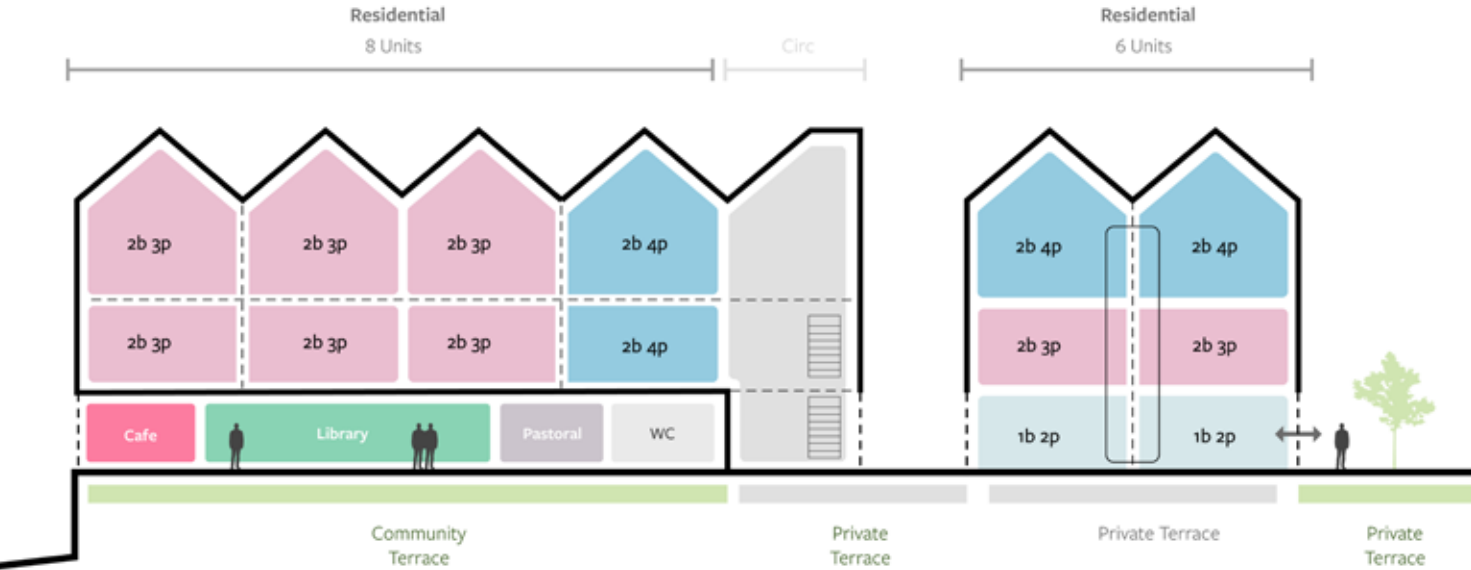 Residential
8 Units
Circ
Residential
6 Units
2b 3p
2b 3p
2b 3p
2b 4p
2b 4p
2b 4p
2b 3p
2b 3p
2b 3p
2b 4p
2b 3p
2b 3p
Cafe
Library
Pastoral
WC
1b 2p
1b 2p
Community
Terrace
Private
Terrace
Private Terrace
Private
Terrace